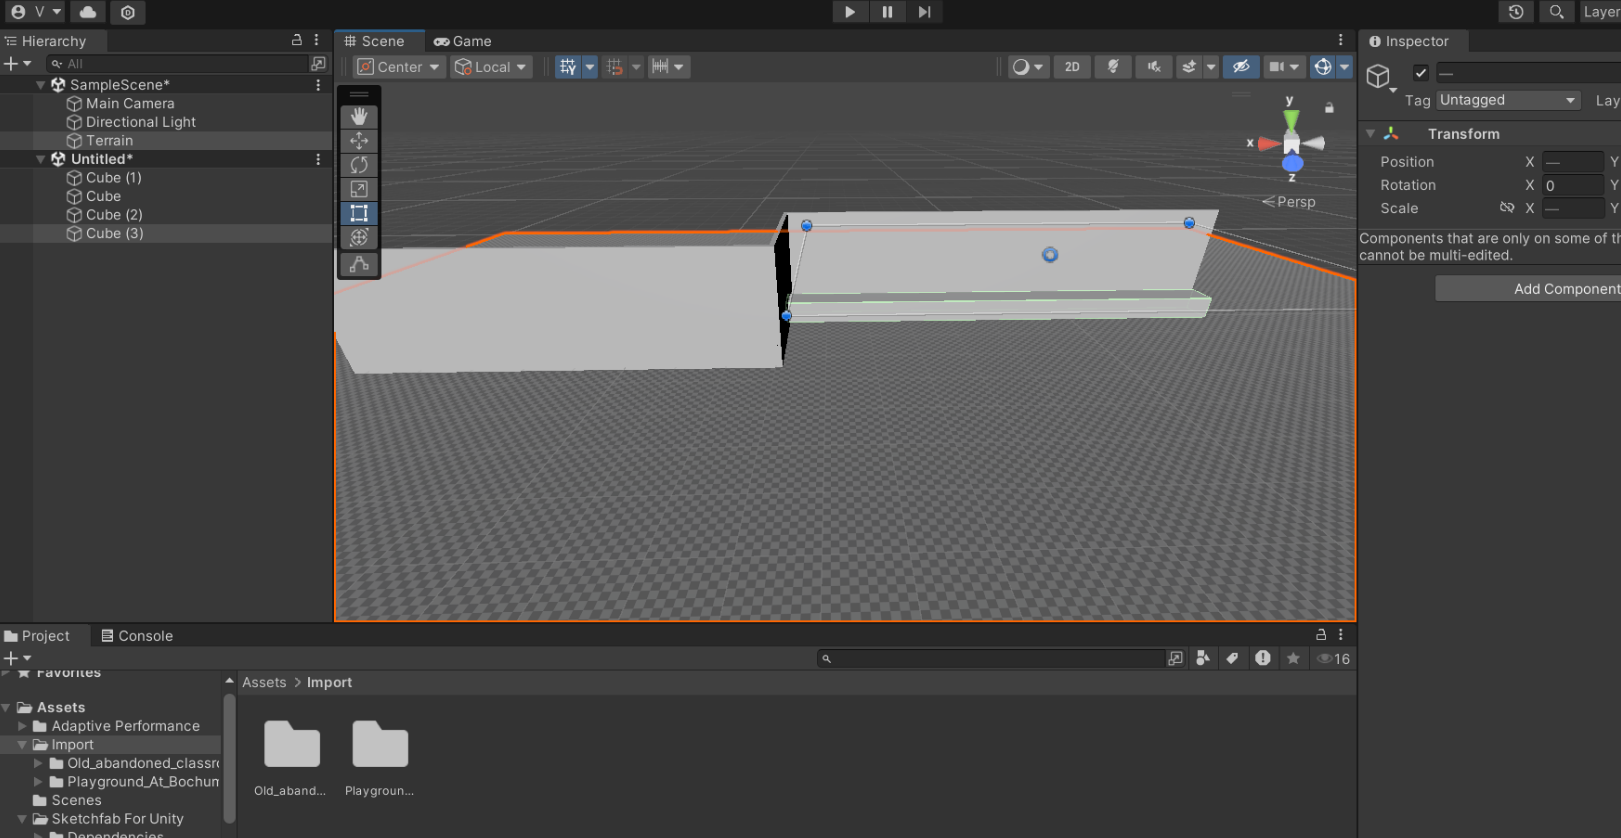 V
Layer
Hierarchy
Scene
Game
Inspector
All
Center
Local
2D
SampleScene*
Main Camera
Directional Light
Terrain
Untitled*
Cube (1)
Cube
Cube (2)
Cube (3)
y
x
z
Persp
—
Tag Untagged Lay
Transform
Position X — Y
Rotation X 0 Y
Scale X — Y
Components that are only on some of th
cannot be multi-edited.
Add Component
Project
Console
16
Favorites
Assets
Adaptive Performance
Import
Old_abandoned_classro
Playground_At_Bochum
Scenes
Sketchfab For Unity
Dependencies
Assets > Import
Old_aband...
Playgroun...